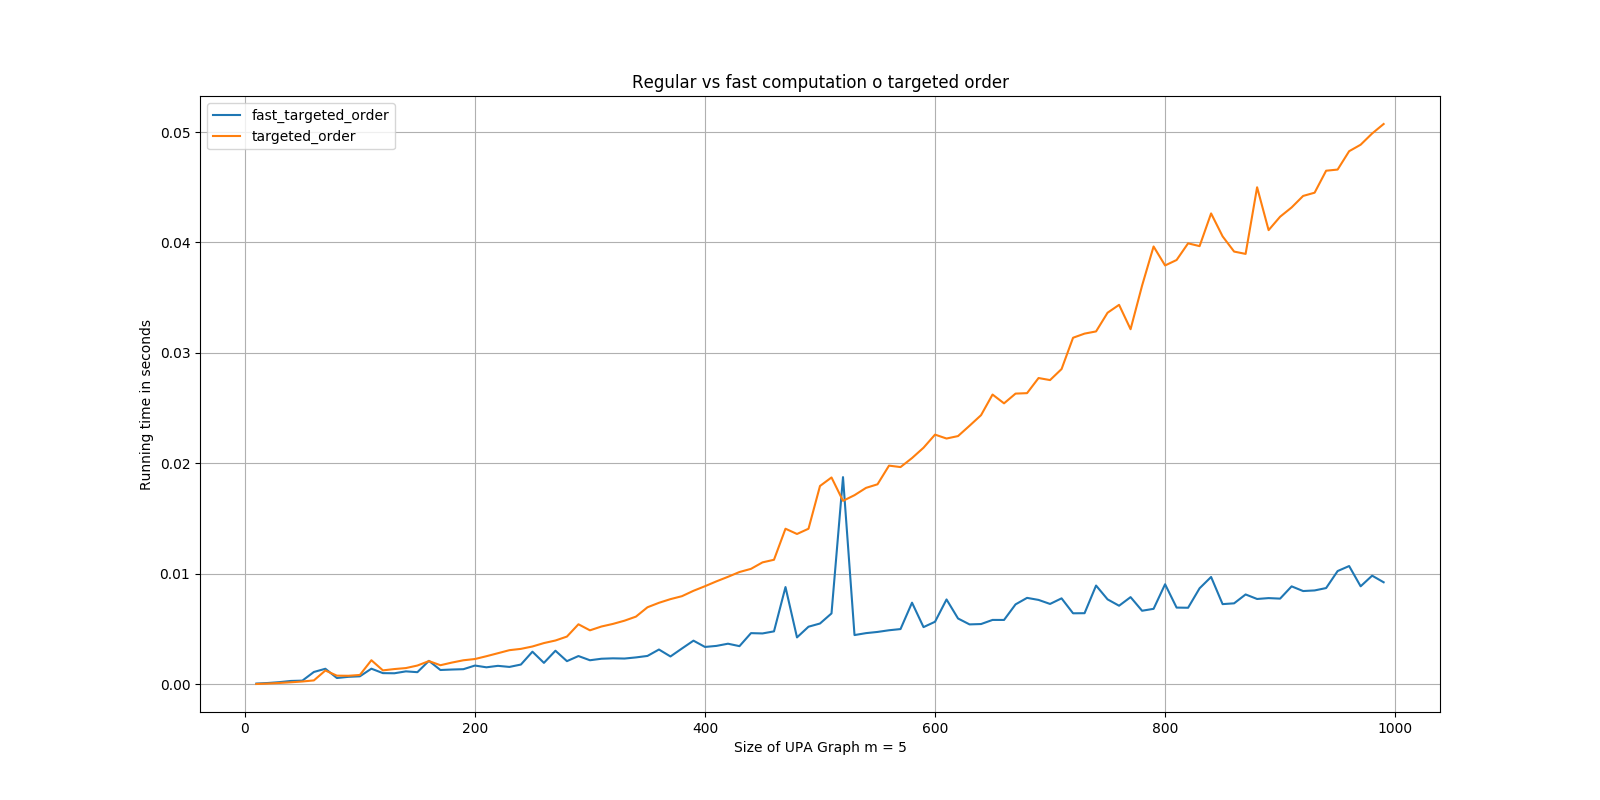 Regular vs fast computation o targeted order
fast_targeted_order
targeted_order
Running time in seconds
0.05
0.04
0.03
0.02
0.01
0.00
0 200 400 600 800 1000
Size of UPA Graph m = 5